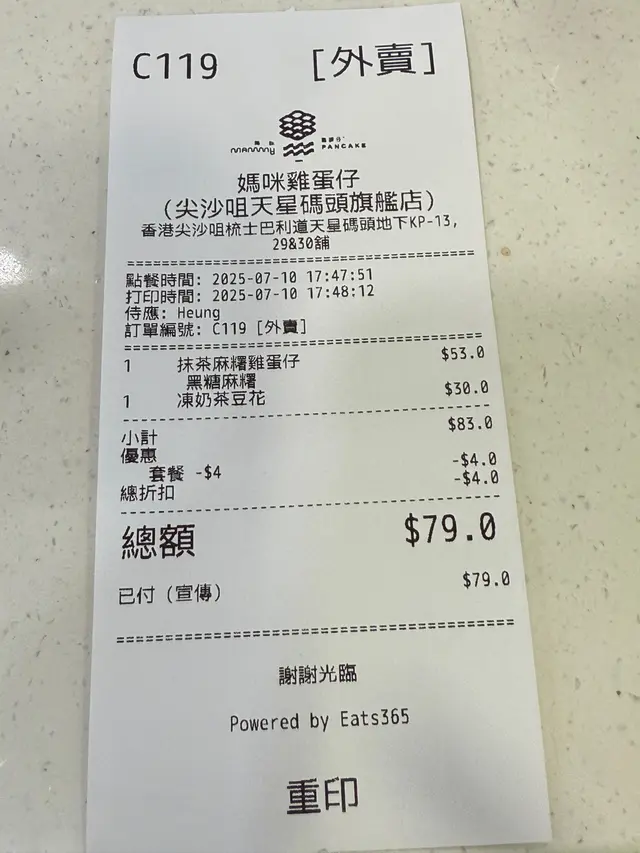 C119 [外賣]
媽咪 雞蛋仔
MAMMY PANCAKE
媽咪雞蛋仔
(尖沙咀天星碼頭旗艦店)
香港尖沙咀梳士巴利道天星碼頭地下KP-13,
29&30舖
點餐時間: 2025-07-10 17:47:51
打印時間: 2025-07-10 17:48:12
侍應: Heung
訂單編號: C119 [外賣]
1 抹茶麻糬雞蛋仔 $53.0
黑糖麻糬
1 凍奶茶豆花 $30.0
小計 $83.0
優惠
套餐 -$4 -$4.0
總折扣 -$4.0
總額 $79.0
已付 (宣傳) $79.0
謝謝光臨
Powered by Eats365
重印